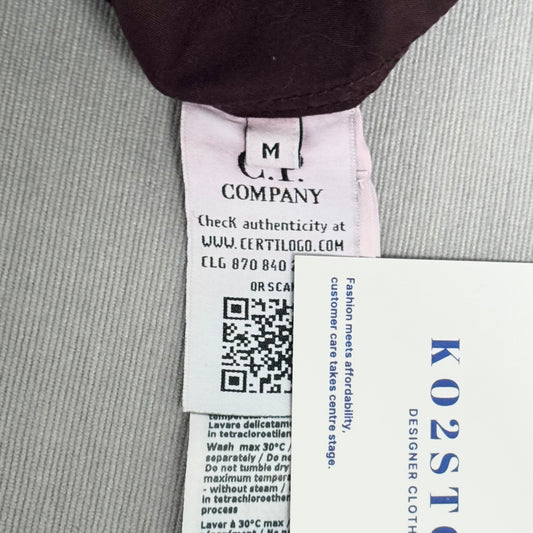 M
C.P.
COMPANY
Check authenticity at
WWW.CERTILOGO.COM
CLG 870 840
OR SCA
Lavare delicatam
in tetracloroetilen
Wash max 30°C
separately / Do no
Do not tumble dry
maximum tempera
- without steam /
in tetrachloroethen
process
Laver à 30°C max /
Fashion meets affordability,
customer care takes centre stage.
KO2STO
DESIGNER CLOTH